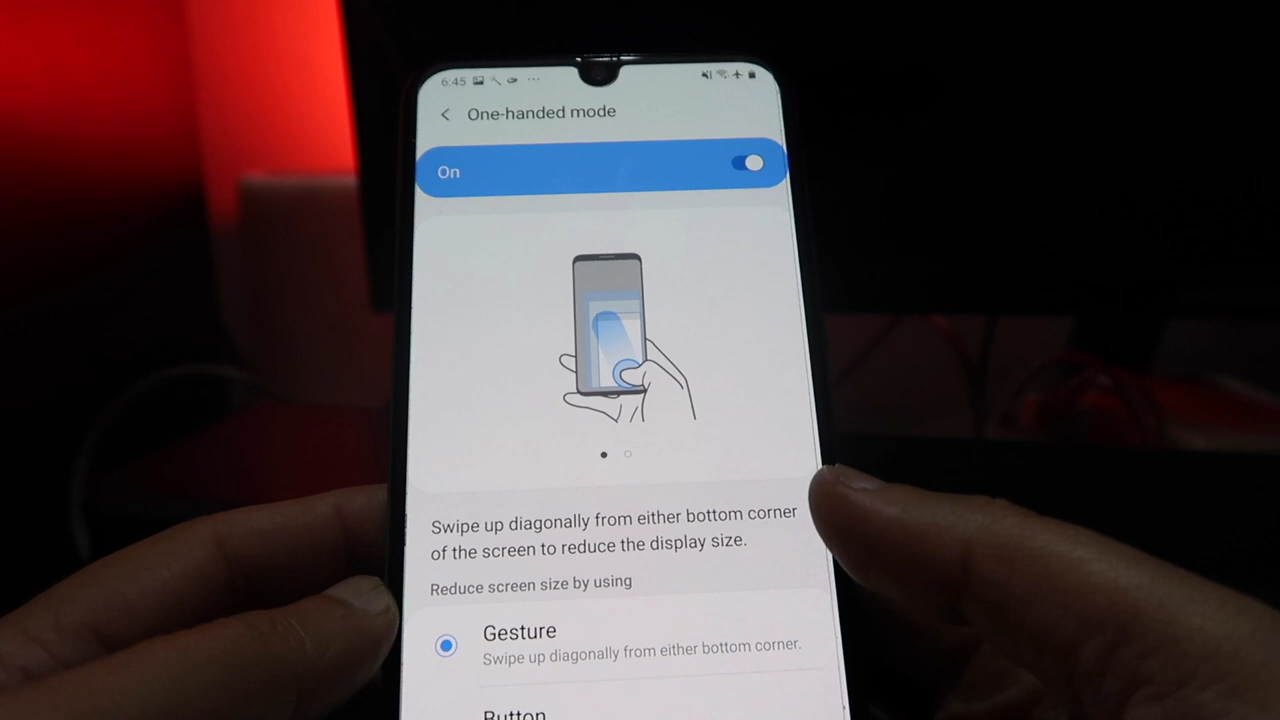 6:45
One-handed mode
On
Swipe up diagonally from either bottom corner
of the screen to reduce the display size.
Reduce screen size by using
Gesture
Swipe up diagonally from either bottom corner.
Button